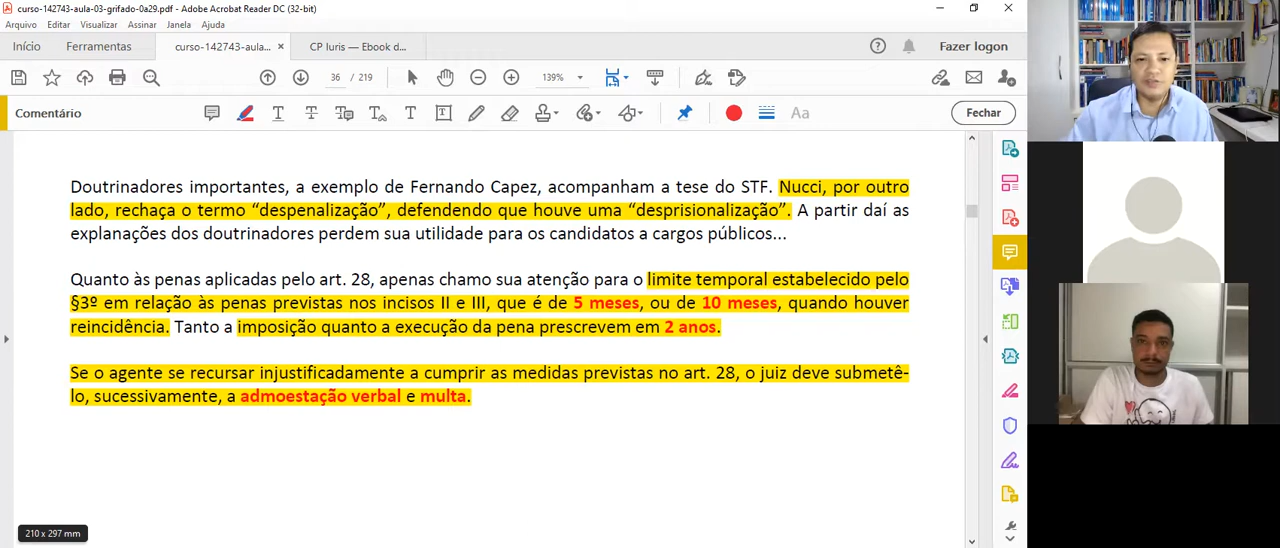 curso-142743-aula-03-grifado-0a29.pdf - Adobe Acrobat Reader DC (32-bit)
Arquivo Editar Visualizar Assinar Janela Ajuda
Início Ferramentas curso-142743-aula... × CP Iuris — Ebook d... Fazer logon
36 / 219 139%
Comentário Aa Fechar
Doutrinadores importantes, a exemplo de Fernando Capez, acompanham a tese do STF. Nucci, por outro
lado, rechaça o termo “despenalização”, defendendo que houve uma “desprisionalização”. A partir daí as
explanações dos doutrinadores perdem sua utilidade para os candidatos a cargos públicos...
Quanto às penas aplicadas pelo art. 28, apenas chamo sua atenção para o limite temporal estabelecido pelo
§3º em relação às penas previstas nos incisos II e III, que é de 5 meses, ou de 10 meses, quando houver
reincidência. Tanto a imposição quanto a execução da pena prescrevem em 2 anos.
Se o agente se recursar injustificadamente a cumprir as medidas previstas no art. 28, o juiz deve submetê-
lo, sucessivamente, a admoestação verbal e multa.
210 x 297 mm